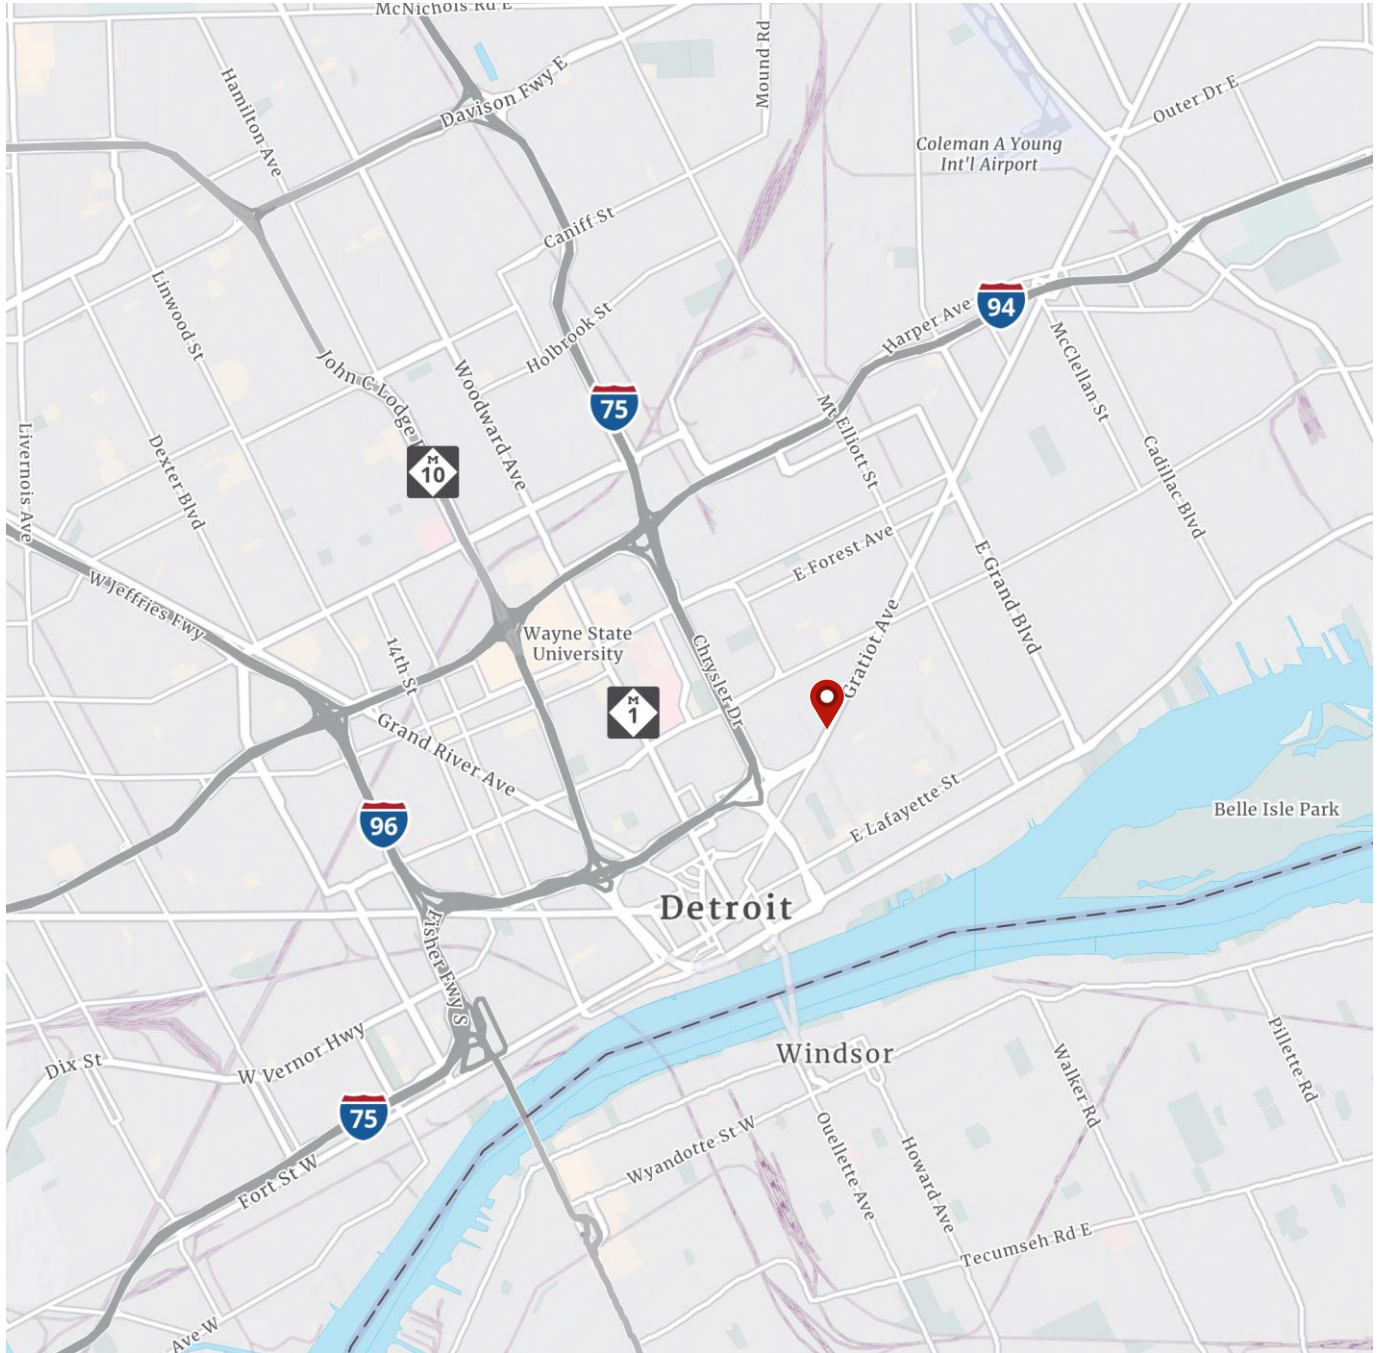 McNichols Rd E
Hamilton Ave
Davison Fwy E
Mound Rd
Outer Dr E
Coleman A Young
Int'l Airport
Caniff St
Linwood St
Holbrook St
Harper Ave
94
McClellan St
John C Lodge
Woodward Ave
75
Mt Elliott St
Livernois Ave
Dexter Blvd
M
10
Cadillac Blvd
E Forest Ave
E Grand Blvd
W Jeffries Fwy
14th St
Wayne State
University
Chrysler Dr
Gratiot Ave
M
1
Grand River Ave
96
E Lafayette St
Belle Isle Park
Detroit
Fisher Fwy S
Dix St
W Vernor Hwy
Windsor
Walker Rd
Pillette Rd
75
Wyandotte St W
Ouellette Ave
Howard Ave
Fort St W
Tecumseh Rd E
Ave W